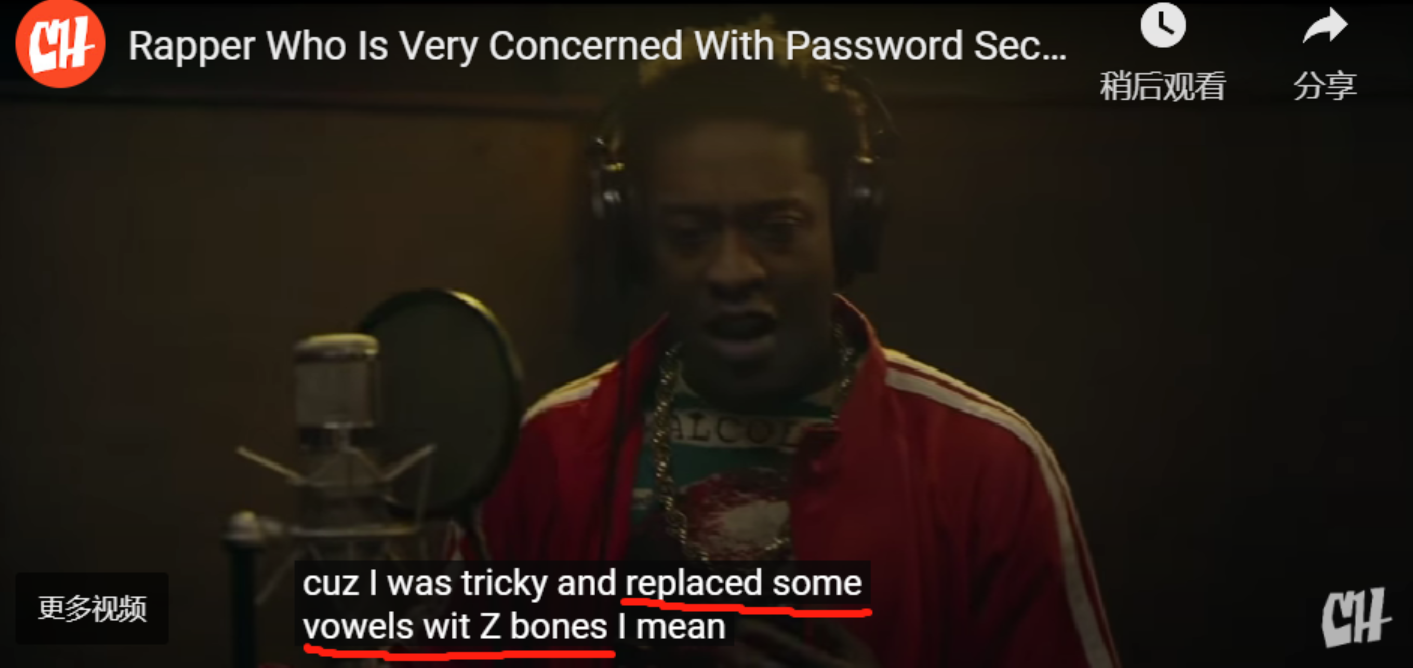 CH
Rapper Who Is Very Concerned With Password Sec...
稍后观看
分享
ALCOL
cuz I was tricky and replaced some
vowels wit Z bones I mean
更多视频
CH